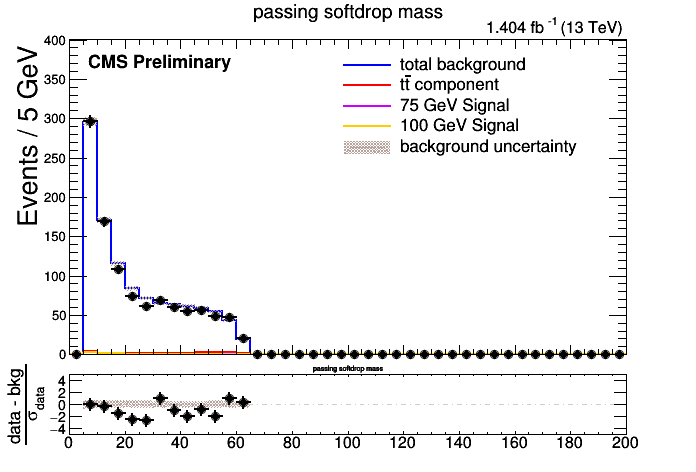 passing softdrop mass
1.404 fb -1 (13 TeV)
CMS Preliminary
total background
tt̄ component
75 GeV Signal
100 GeV Signal
background uncertainty
Events / 5 GeV
400
350
300
250
200
150
100
50
0
passing softdrop mass
data - bkg
σ data
4
2
0
−2
−4
0 20 40 60 80 100 120 140 160 180 200